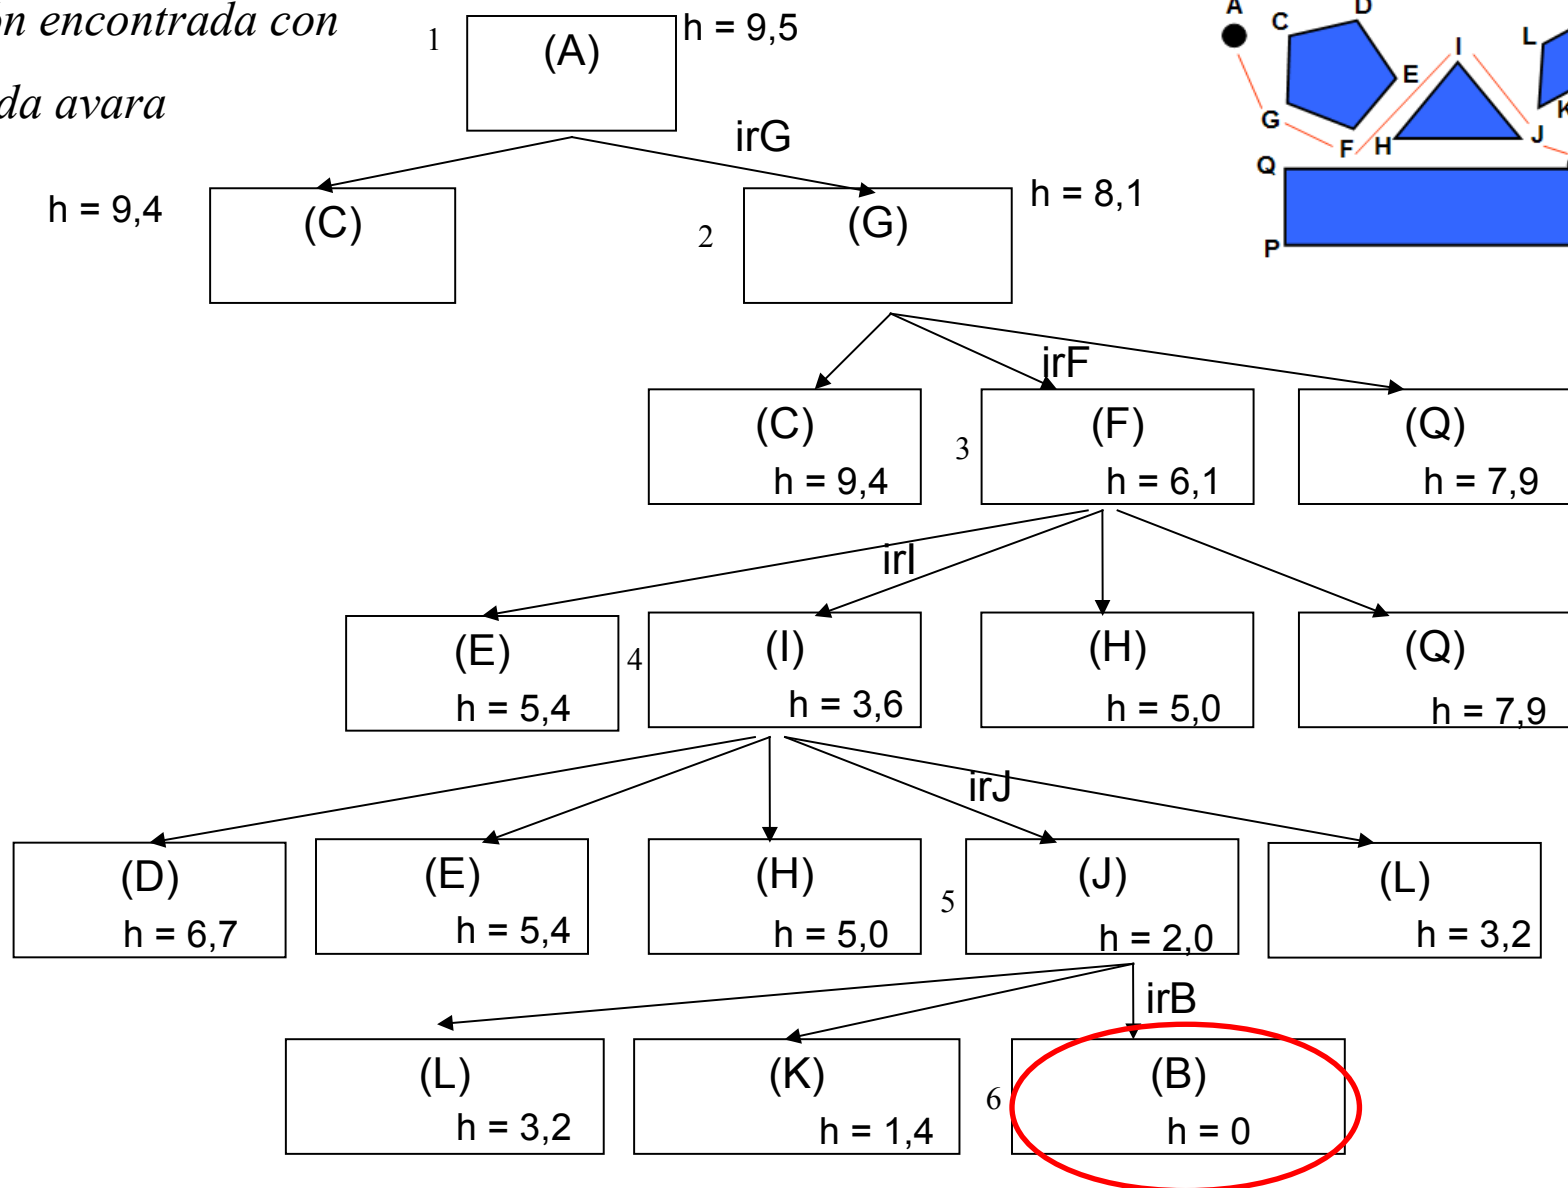 ón encontrada con
da avara
1
(A)
h = 9,5
irG
h = 9,4
(C)
2
(G)
h = 8,1
irF
(C)
h = 9,4
3
(F)
h = 6,1
(Q)
h = 7,9
irI
(E)
h = 5,4
4
(I)
h = 3,6
(H)
h = 5,0
(Q)
h = 7,9
irJ
(D)
h = 6,7
(E)
h = 5,4
(H)
h = 5,0
5
(J)
h = 2,0
(L)
h = 3,2
irB
(L)
h = 3,2
(K)
h = 1,4
6
(B)
h = 0
A
C
D
E
G
F
H
I
J
L
K
Q
P